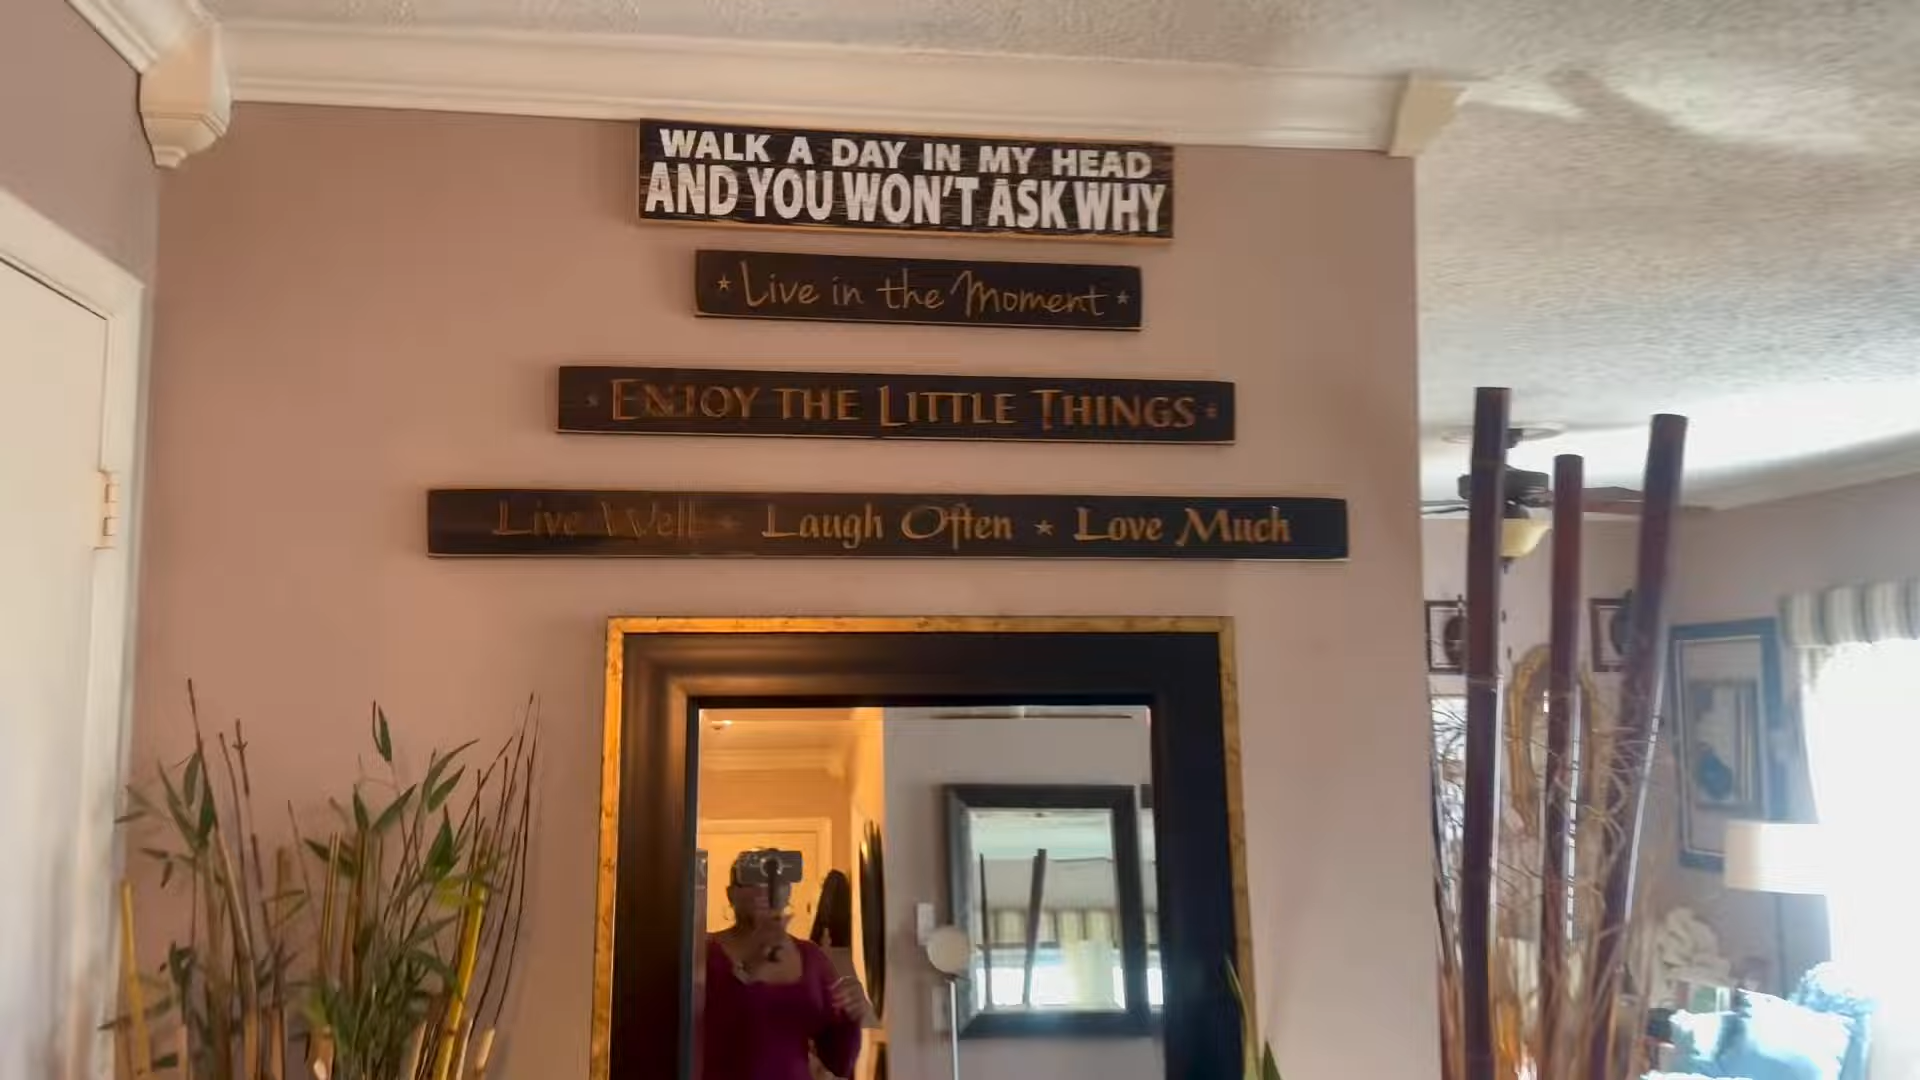 WALK A DAY IN MY HEAD
AND YOU WON'T ASK WHY
★ Live in the Moment ★
ENJOY THE LITTLE THINGS
Live Well ★ Laugh Often ★ Love Much